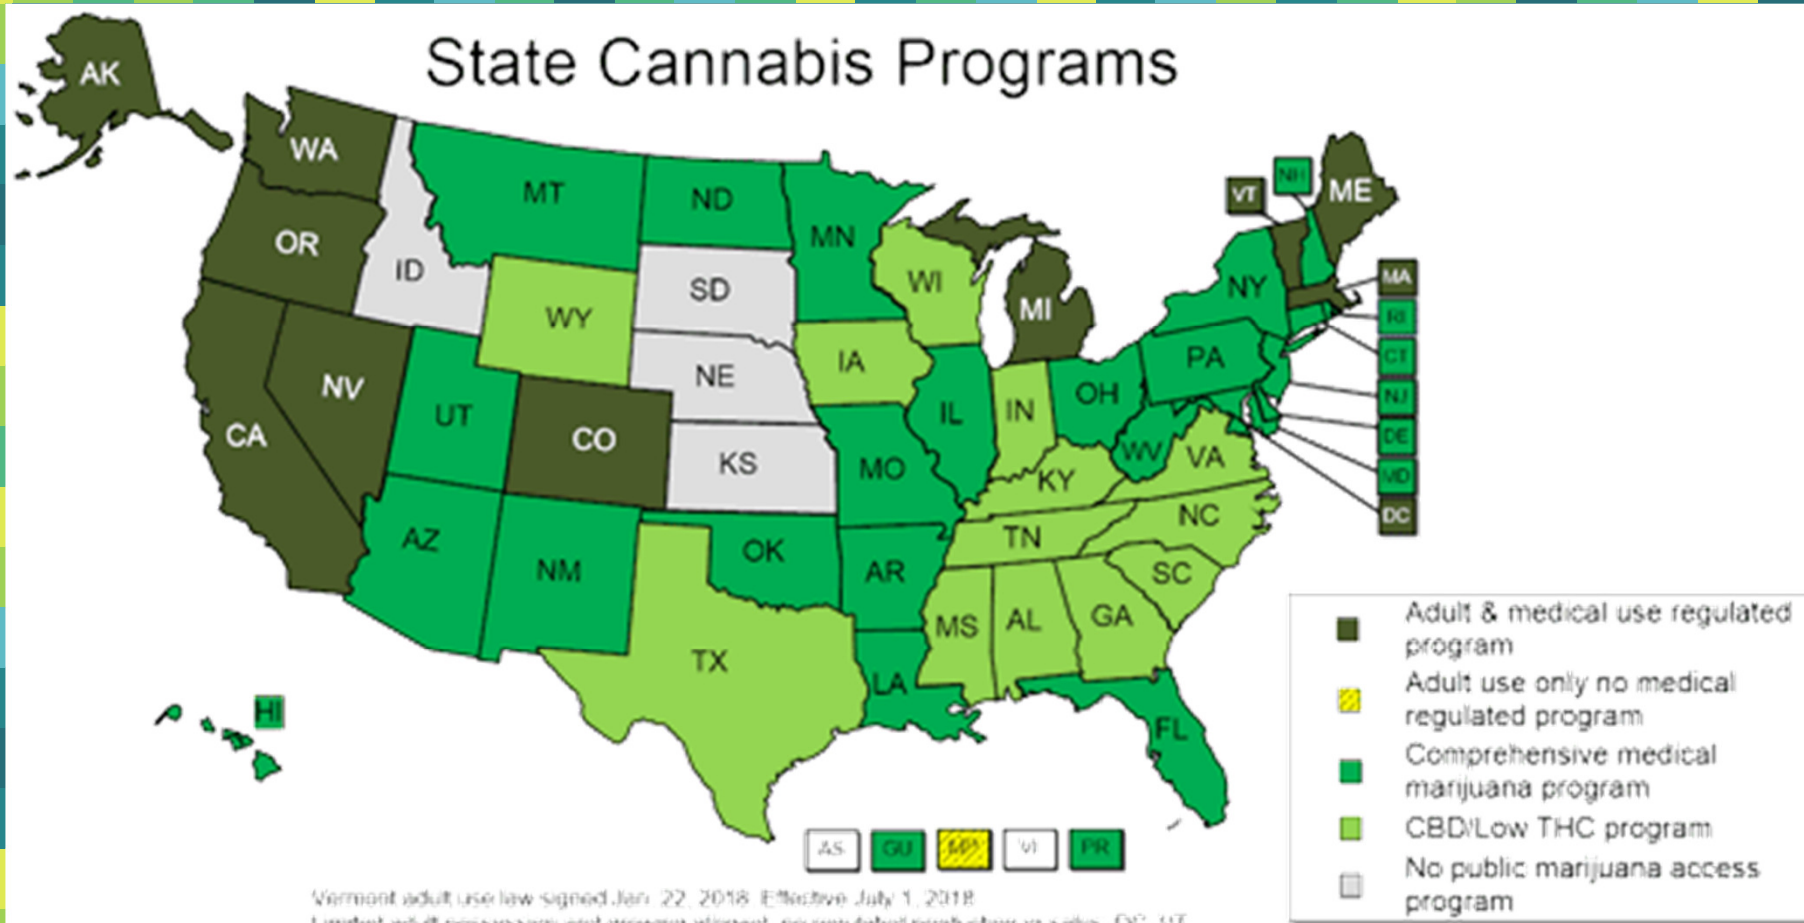 State Cannabis Programs
AK
WA
MT
ND
MN
VT
NH
ME
OR
ID
SD
WI
MI
NY
MA
WY
RI
NV
NE
IA
PA
CT
CA
UT
CO
IL
IN
OH
NJ
KS
MO
WV
VA
DE
KY
MD
AZ
NM
OK
AR
TN
NC
DC
SC
MS
AL
GA
TX
LA
FL
HI
AS
GU
VI
PR
Adult & medical use regulated
program
Adult use only no medical
regulated program
Comprehensive medical
marijuana program
CBD/Low THC program
No public marijuana access
program
Vermont adult use law signed Jan. 22, 2018. Effective July 1, 2018